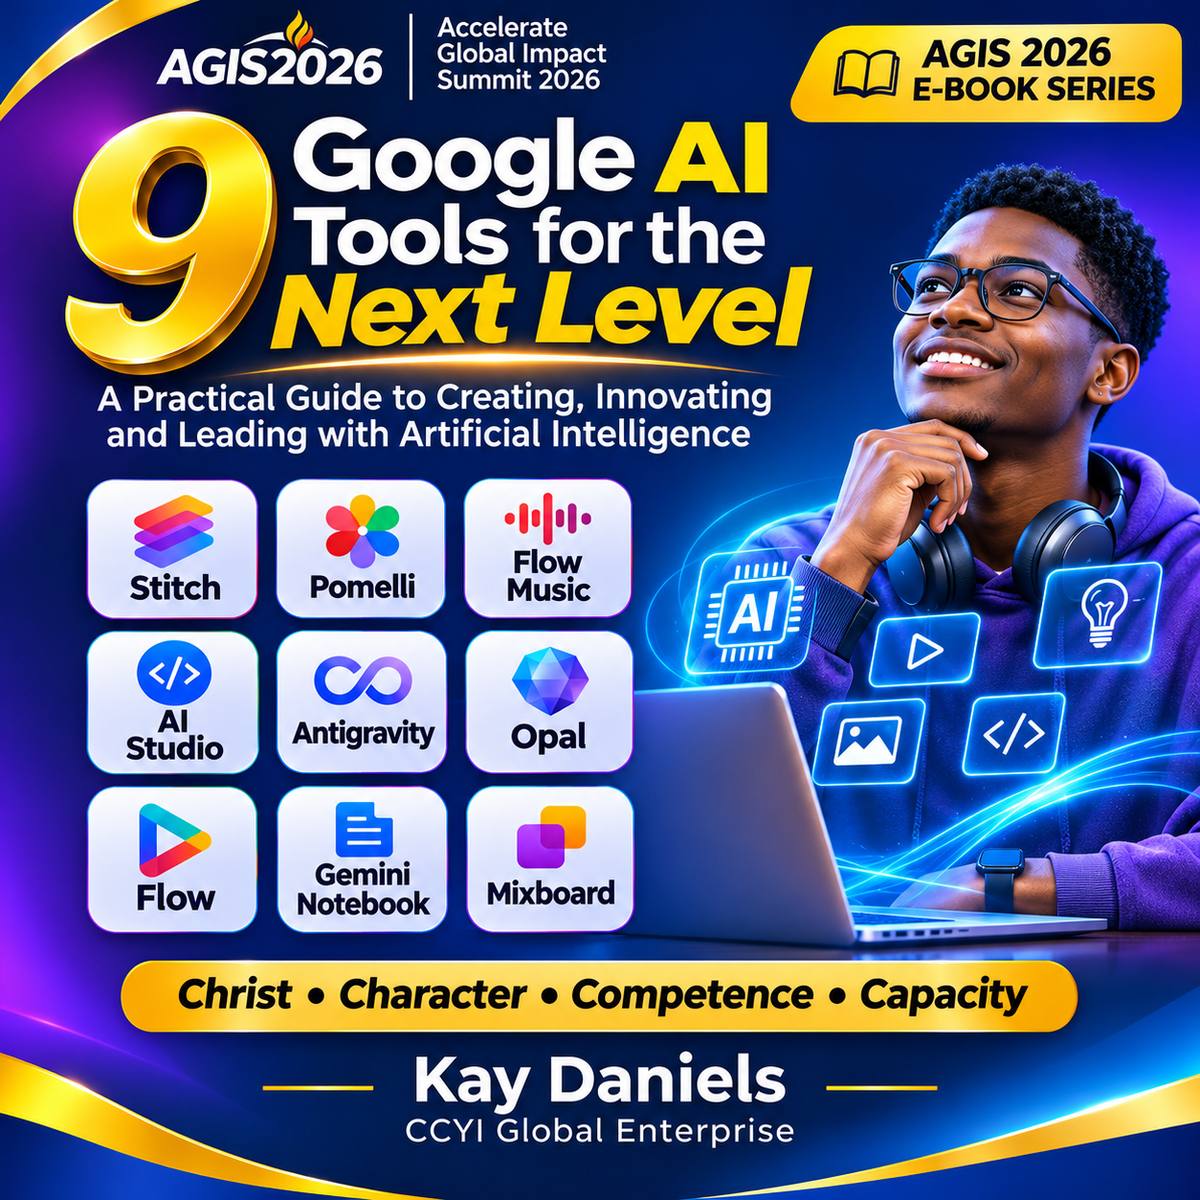 AGIS2026
Accelerate
Global Impact
Summit 2026
AGIS 2026
E-BOOK SERIES
9
Google AI
Tools for the
Next Level
A Practical Guide to Creating, Innovating
and Leading with Artificial Intelligence
Stitch
Pomelli
Flow
Music
</>
AI
Studio
Antigravity
Opal
Flow
Gemini
Notebook
Mixboard
AI
</>
Christ • Character • Competence • Capacity
Kay Daniels
CCYI Global Enterprise